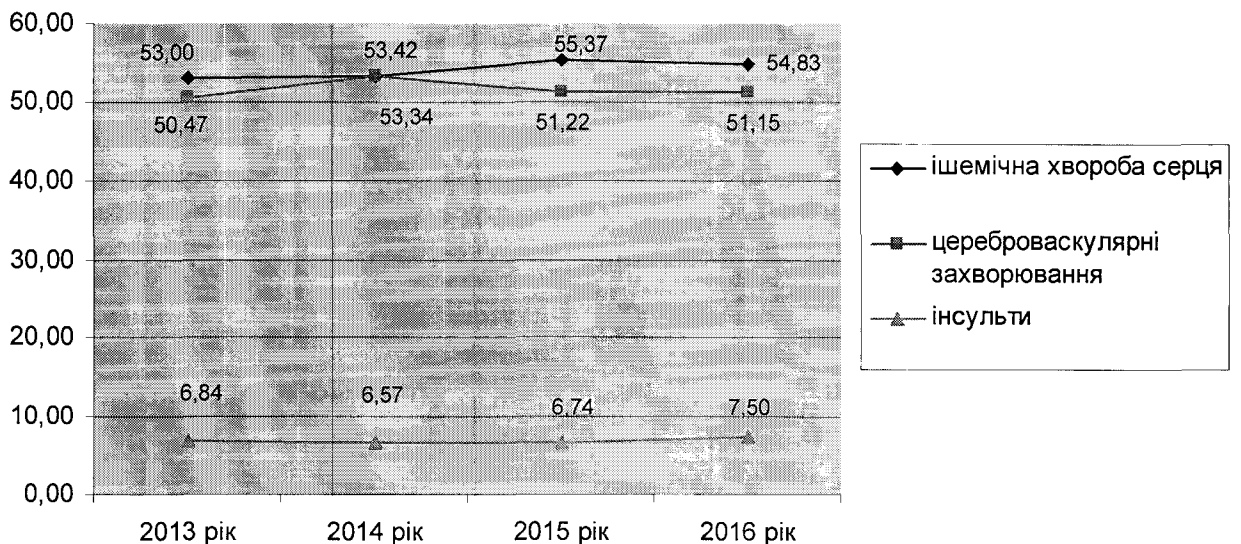 60,00
50,00
40,00
30,00
20,00
10,00
0,00
53,00
53,42
55,37
54,83
50,47
53,34
51,22
51,15
6,84
6,57
6,74
7,50
2013 рік
2014 рік
2015 рік
2016 рік
ішемічна хвороба серця
цереброваскулярні
захворювання
інсульти